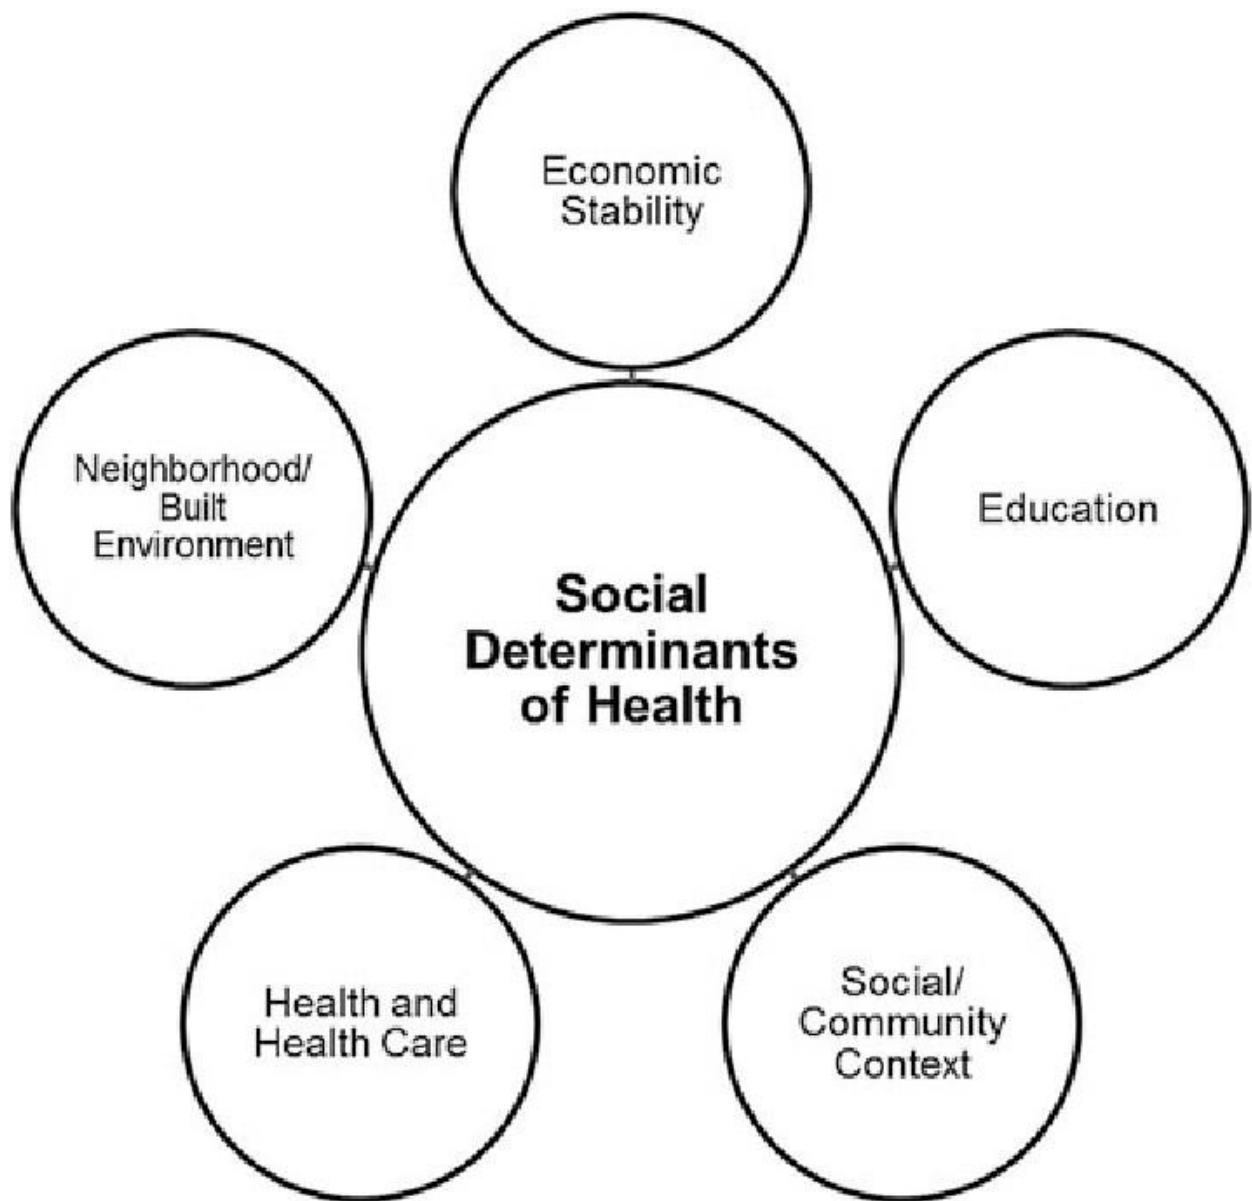 Economic
Stability
Neighborhood/
Built
Environment
Education
Social
Determinants
of Health
Health and
Health Care
Social/
Community
Context